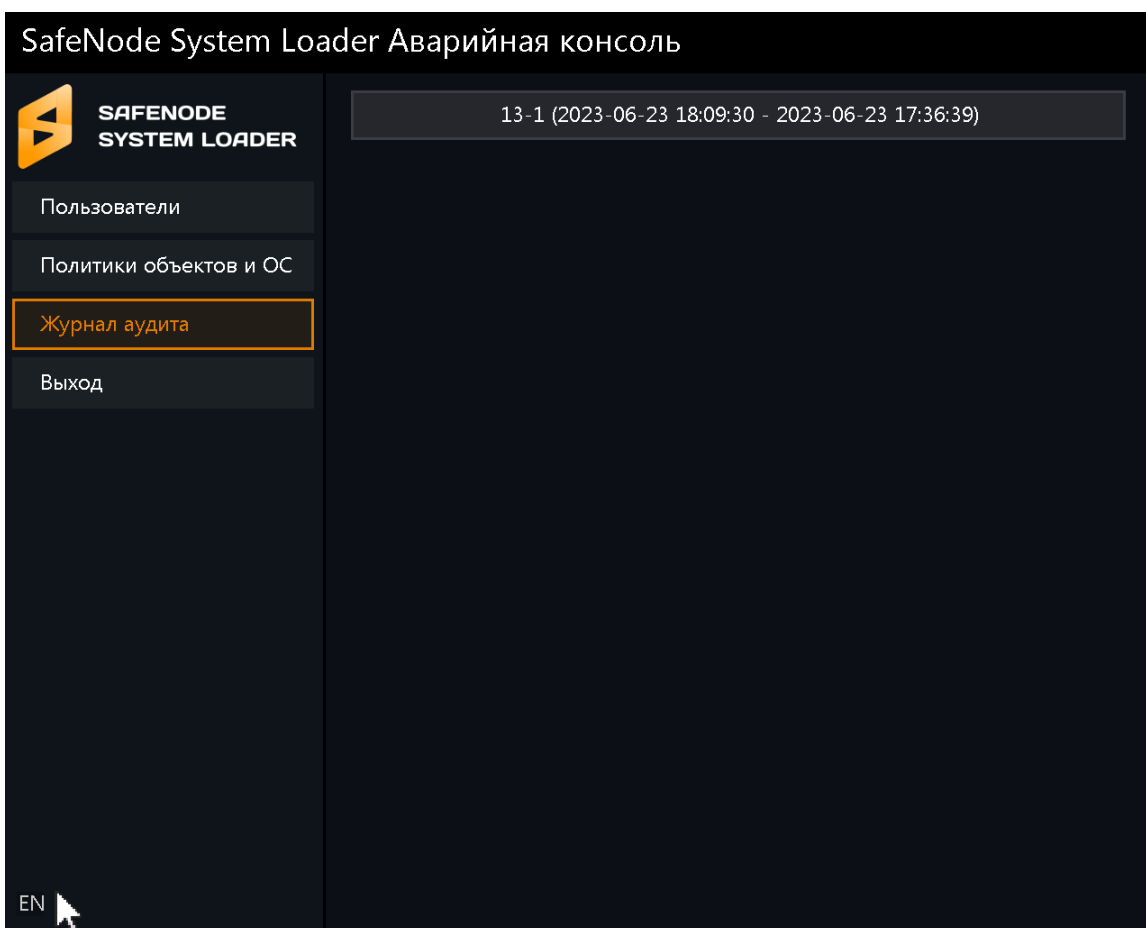 SafeNode System Loader Аварийная консоль
SAFENODE
SYSTEM LOADER
13-1 (2023-06-23 18:09:30 - 2023-06-23 17:36:39)
Пользователи
Политики объектов и ОС
Журнал аудита
Выход
EN